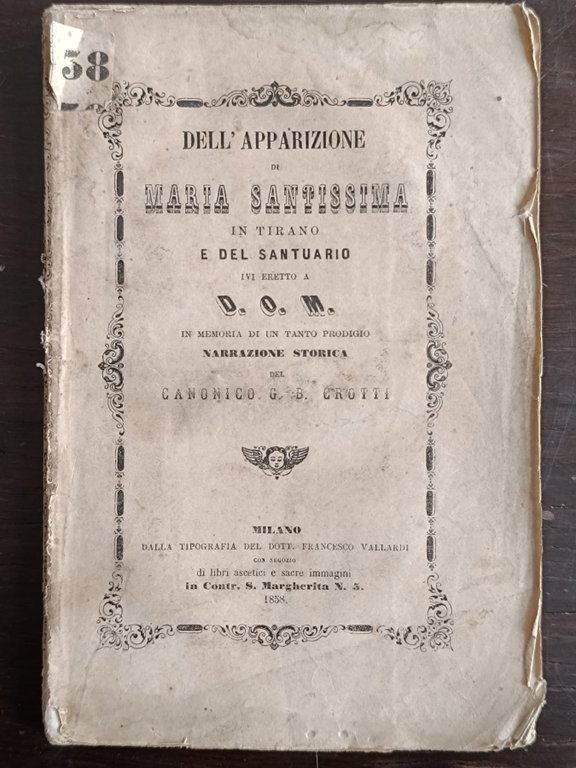 58
DELL'APPARIZIONE
DI
MARIA SANTISSIMA
IN TIRANO
E DEL SANTUARIO
IVI ERETTO A
D. O. M.
IN MEMORIA DI UN TANTO PRODIGIO
NARRAZIONE STORICA
DEL
CANONICO G. B. CROTTI
MILANO
DALLA TIPOGRAFIA DEL DOTT. FRANCESCO VALLARDI
CON NEGOZIO
di libri ascetici e sacre immagini
in Contr. S. Margherita N. 5.
1858.